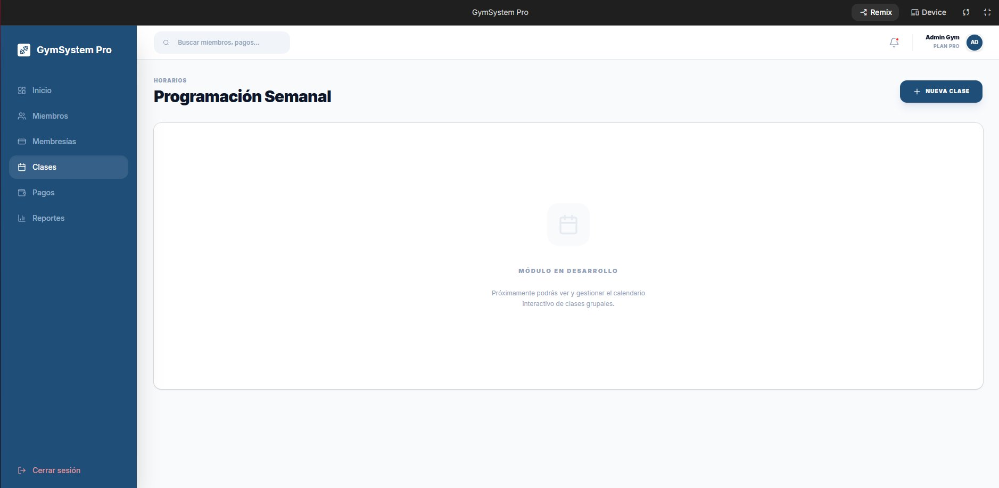 GymSystem Pro
Remix
Device
GymSystem Pro
Buscar miembros, pagos...
Admin Gym
PLAN PRO
AD
Inicio
Miembros
Membresías
Clases
Pagos
Reportes
Cerrar sesión
HORARIOS
Programación Semanal
NUEVA CLASE
MÓDULO EN DESARROLLO
Próximamente podrás ver y gestionar el calendario
interactivo de clases grupales.